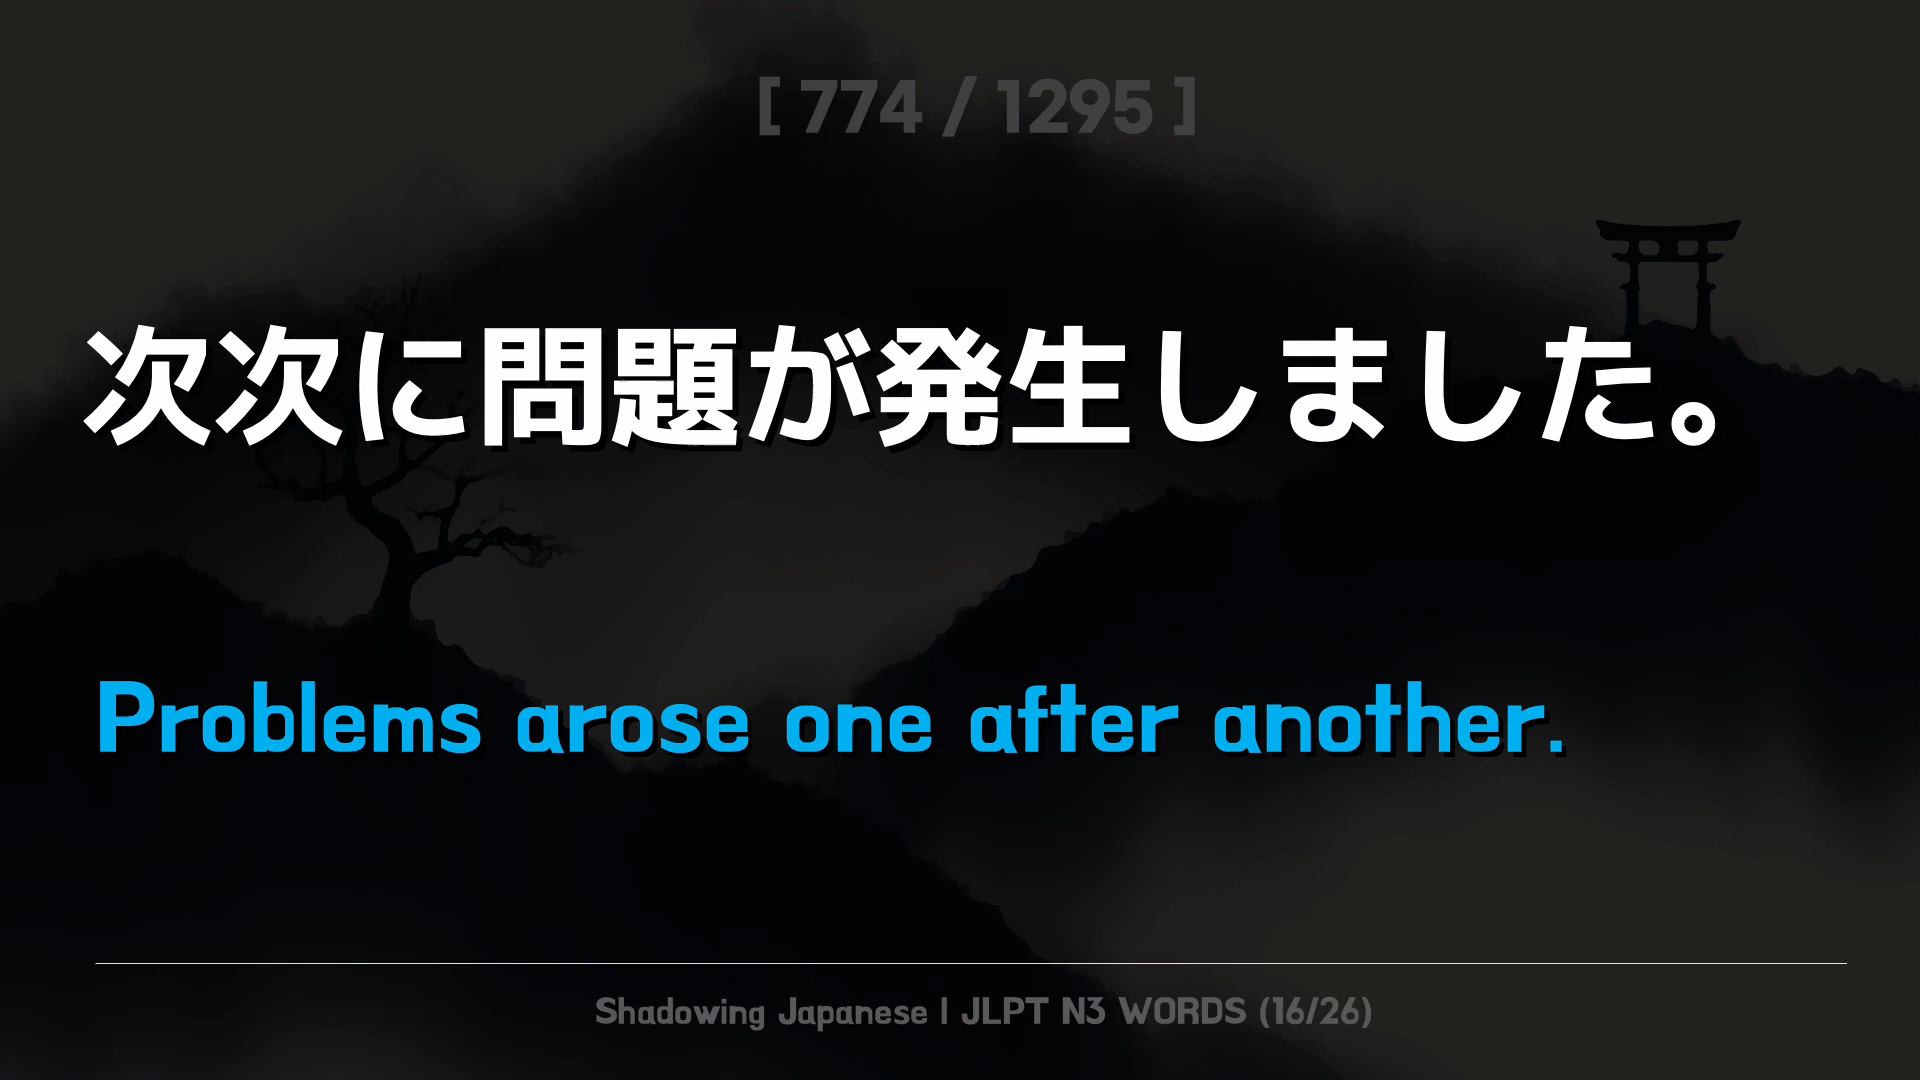 [ 774 / 1295 ]
次次に問題が発生しました。
Problems arose one after another.
Shadowing Japanese | JLPT N3 WORDS (16/26)